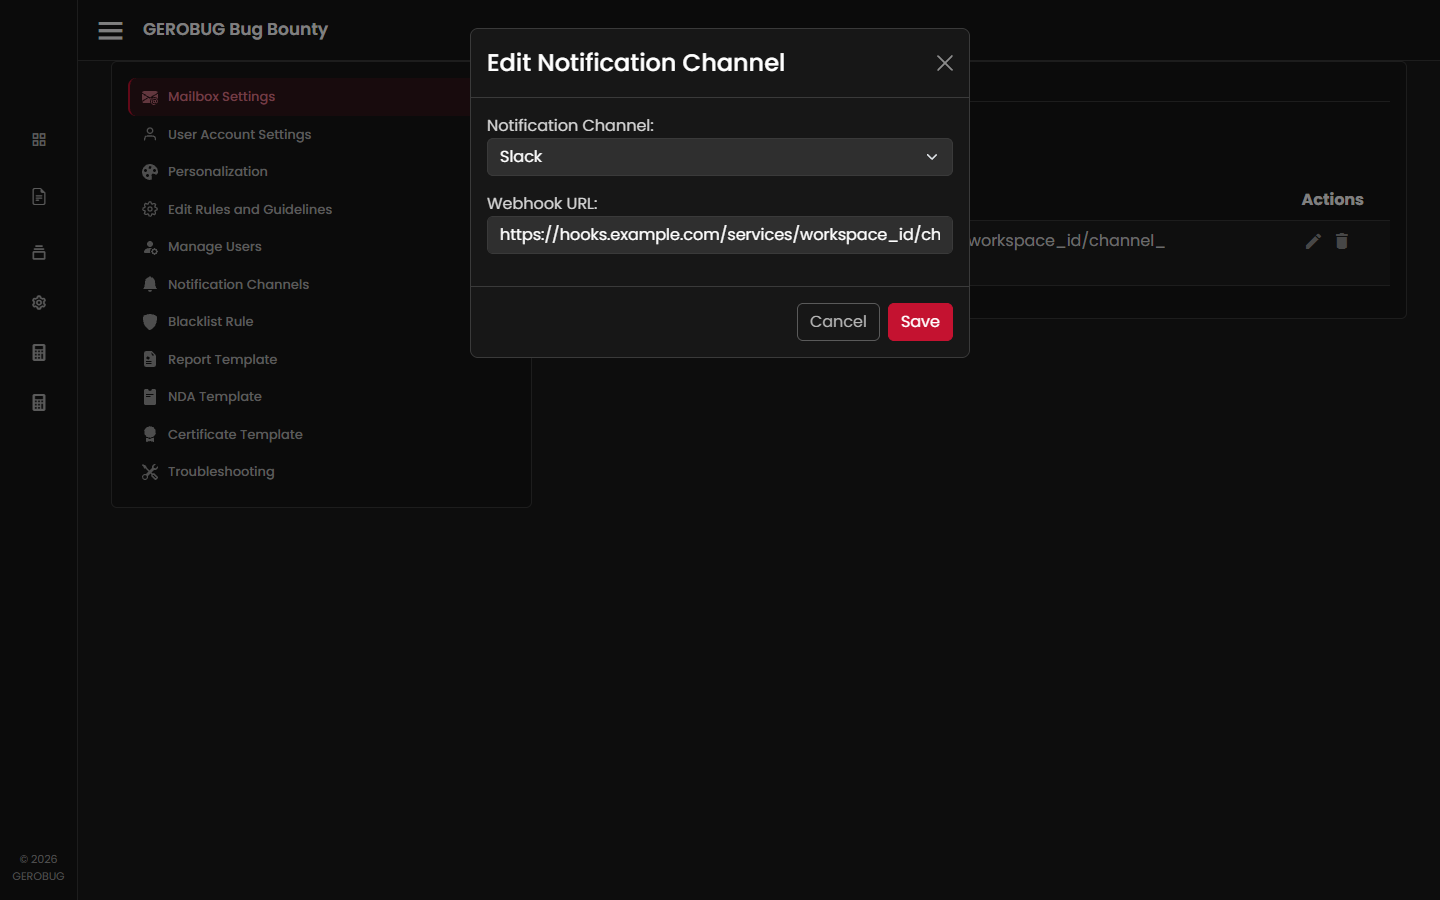 GEROBUG Bug Bounty
Edit Notification Channel
Notification Channel:
Slack
Webhook URL:
https://hooks.example.com/services/workspace_id/ch
Cancel
Save
Mailbox Settings
User Account Settings
Personalization
Edit Rules and Guidelines
Manage Users
Notification Channels
Blacklist Rule
Report Template
NDA Template
Certificate Template
Troubleshooting
Actions
workspace_id/channel_
© 2026
GEROBUG